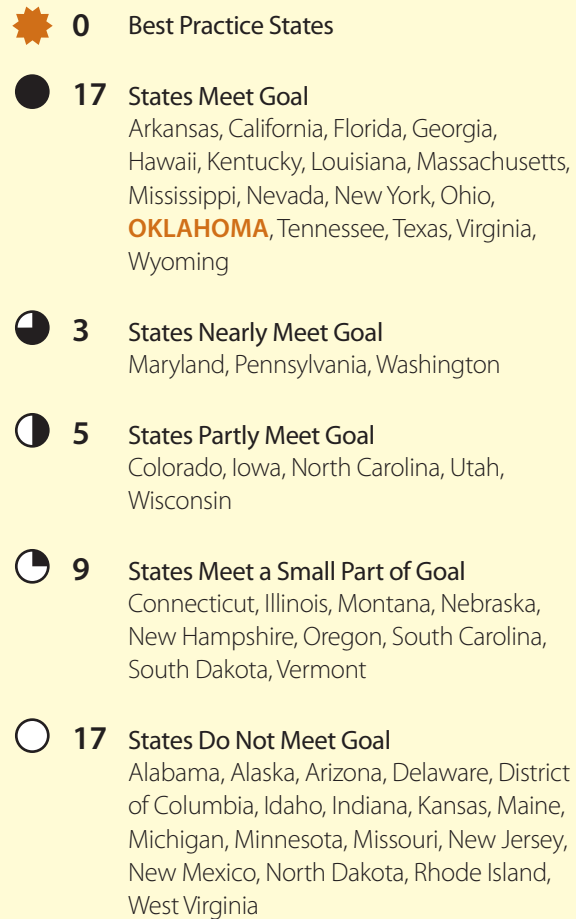 0 Best Practice States
17 States Meet Goal
Arkansas, California, Florida, Georgia,
Hawaii, Kentucky, Louisiana, Massachusetts,
Mississippi, Nevada, New York, Ohio,
OKLAHOMA, Tennessee, Texas, Virginia,
Wyoming
3 States Nearly Meet Goal
Maryland, Pennsylvania, Washington
5 States Partly Meet Goal
Colorado, Iowa, North Carolina, Utah,
Wisconsin
9 States Meet a Small Part of Goal
Connecticut, Illinois, Montana, Nebraska,
New Hampshire, Oregon, South Carolina,
South Dakota, Vermont
17 States Do Not Meet Goal
Alabama, Alaska, Arizona, Delaware, District
of Columbia, Idaho, Indiana, Kansas, Maine,
Michigan, Minnesota, Missouri, New Jersey,
New Mexico, North Dakota, Rhode Island,
West Virginia